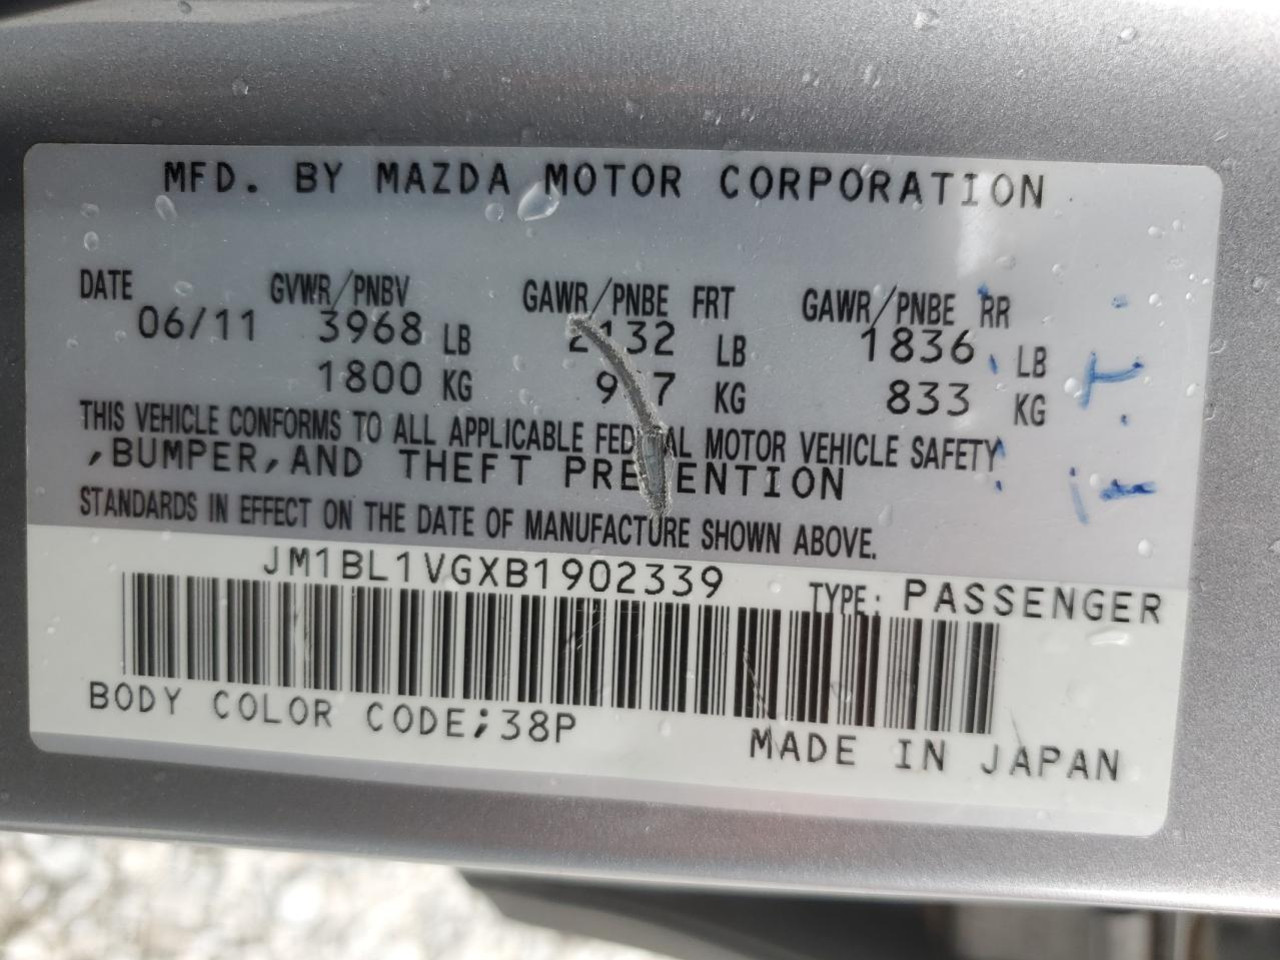 MFD. BY MAZDA MOTOR CORPORATION
DATE GVWR/PNBV GAWR/PNBE FRT GAWR/PNBE RR
06/11 3968 LB 2132 LB 1836 LB
1800 KG KG 833 KG
THIS VEHICLE CONFORMS TO ALL APPLICABLE FEDERAL MOTOR VEHICLE SAFETY
,BUMPER,AND THEFT PREVENTION
STANDARDS IN EFFECT ON THE DATE OF MANUFACTURE SHOWN ABOVE.
JM1BL1VGXB1902339 TYPE: PASSENGER
BODY COLOR CODE;38P
MADE IN JAPAN